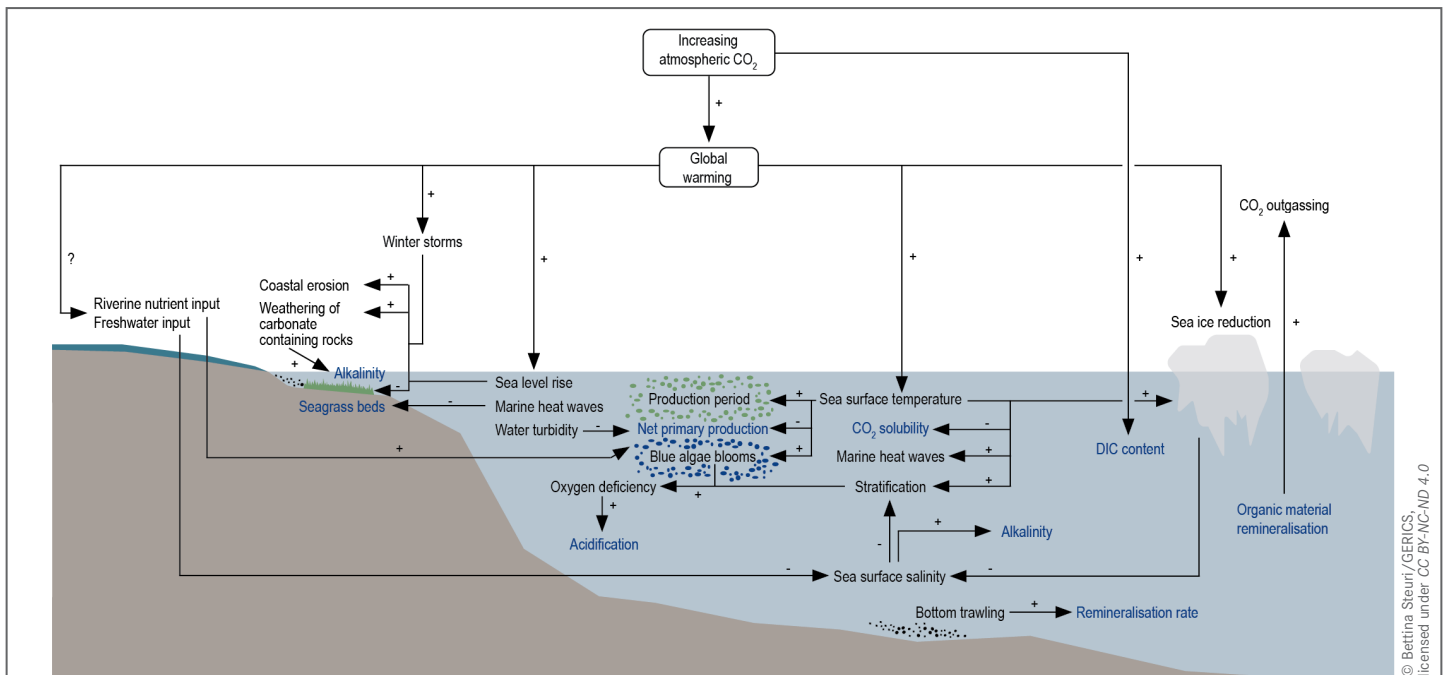 Increasing
atmospheric CO₂
+
Global
warming
+
?
Winter storms
+
+
+
+
CO₂ outgassing
Coastal erosion
+
Weathering of
carbonate
containing rocks
+
Riverine nutrient input
Freshwater input
Sea ice reduction
+
+
Alkalinity
-
Sea level rise
Seagrass beds
-
Marine heat waves
Water turbidity
-
Production period
+
Sea surface temperature
+
Net primary production
-
CO₂ solubility
-
Blue algae blooms
+
Marine heat waves
+
DIC content
+
Oxygen deficiency
+
Stratification
+
+
Acidification
-
+
Alkalinity
Organic material
remineralisation
-
Sea surface salinity
-
Bottom trawling
+
Remineralisation rate
© Bettina Steuri/GERICS,
licensed under CC BY-NC-ND 4.0